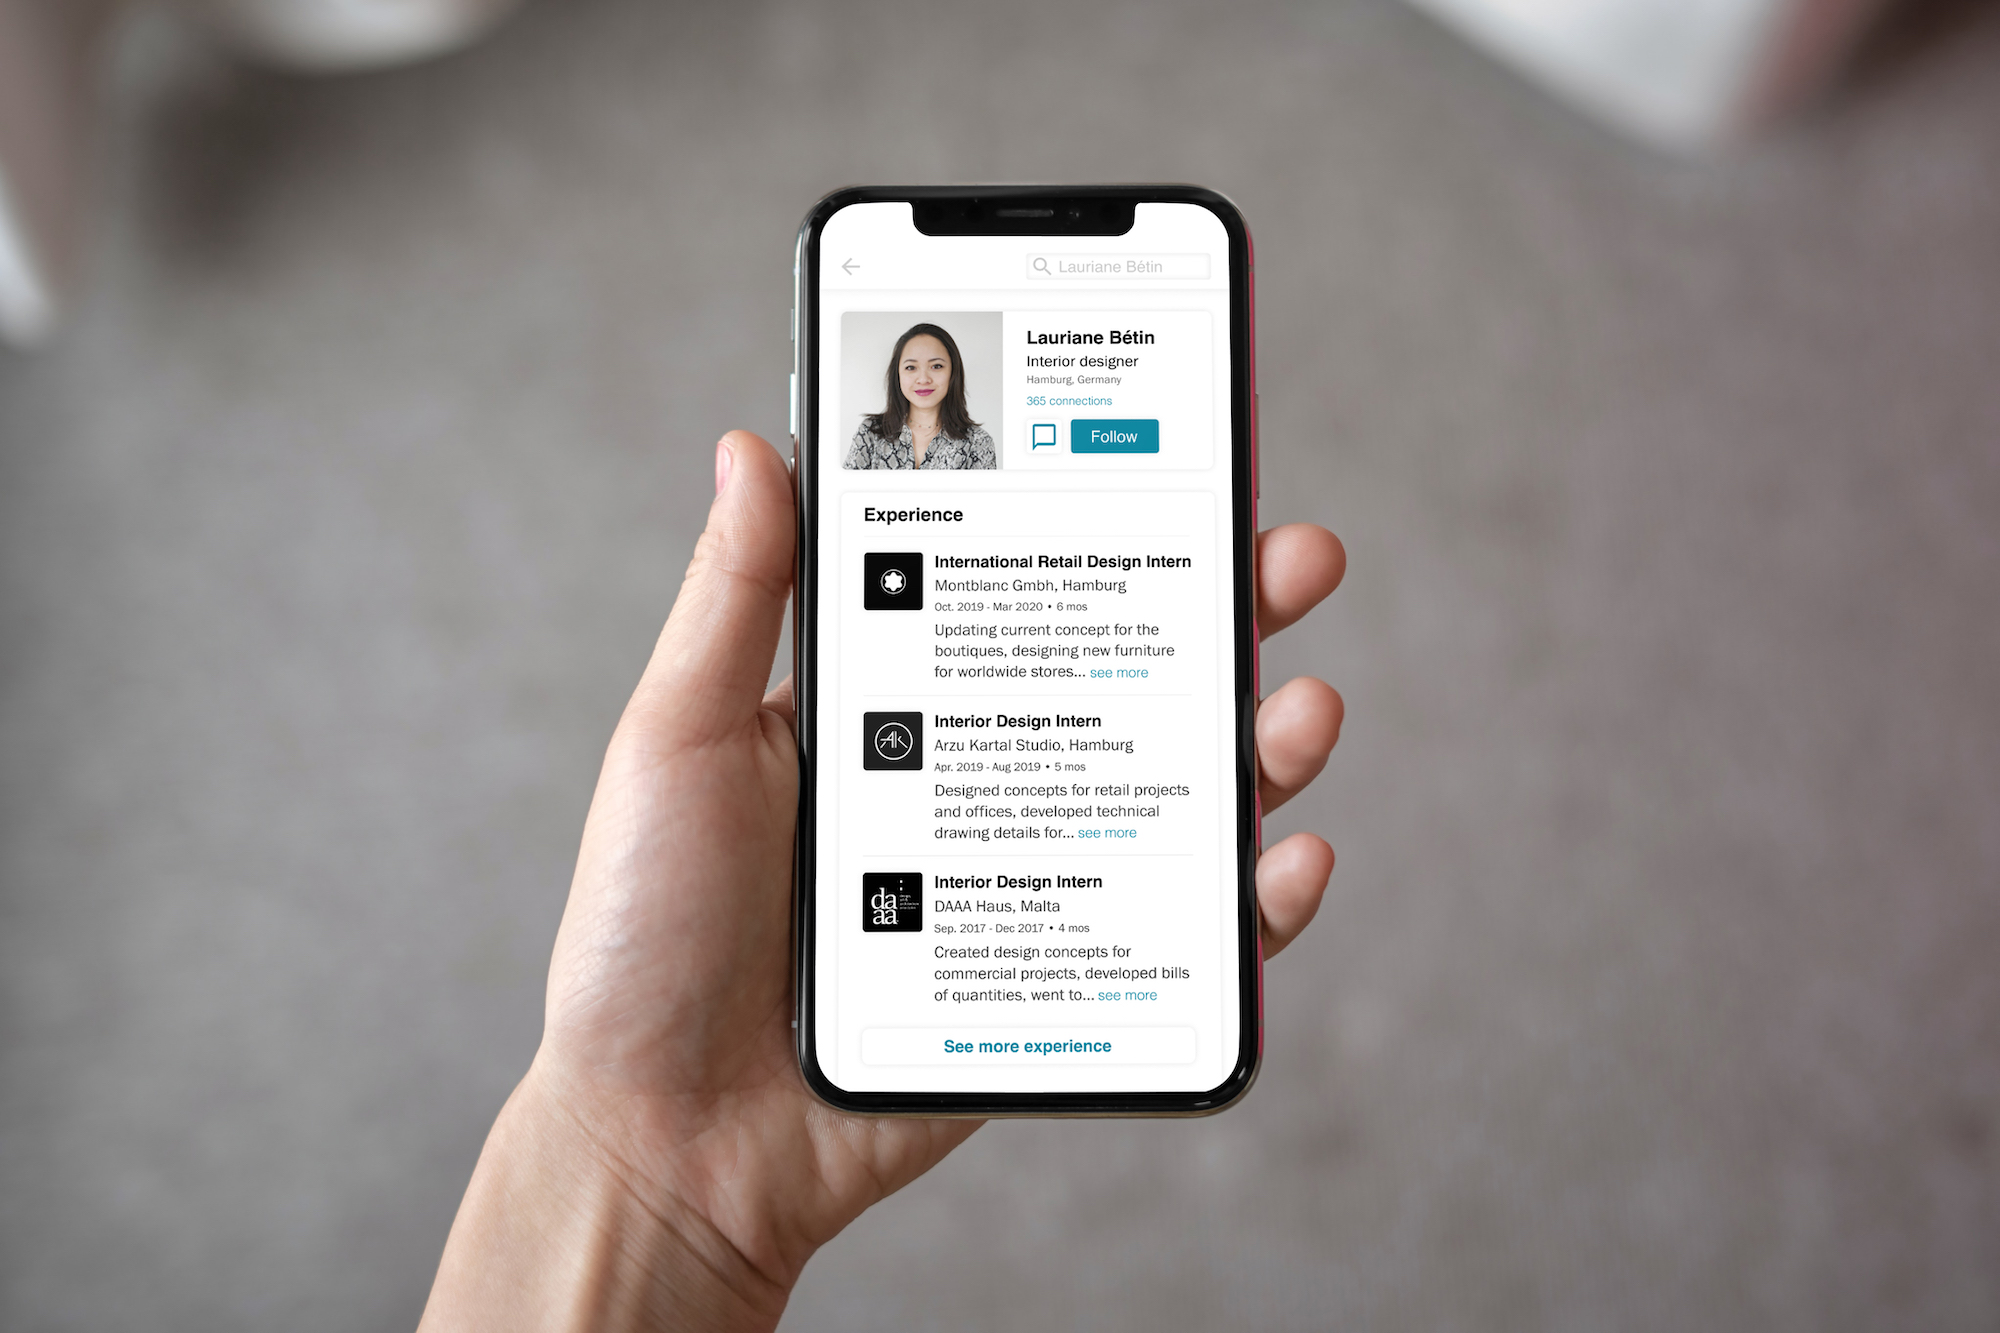 Lauriane Bétin
Lauriane Bétin
Interior designer
Hamburg, Germany
365 connections
Follow
Experience
International Retail Design Intern
Montblanc Gmbh, Hamburg
Oct. 2019 - Mar 2020 • 6 mos
Updating current concept for the
boutiques, designing new furniture
for worldwide stores... see more
AK
Interior Design Intern
Arzu Kartal Studio, Hamburg
Apr. 2019 - Aug 2019 • 5 mos
Designed concepts for retail projects
and offices, developed technical
drawing details for... see more
da
aa
Interior Design Intern
DAAA Haus, Malta
Sep. 2017 - Dec 2017 • 4 mos
Created design concepts for
commercial projects, developed bills
of quantities, went to... see more
See more experience